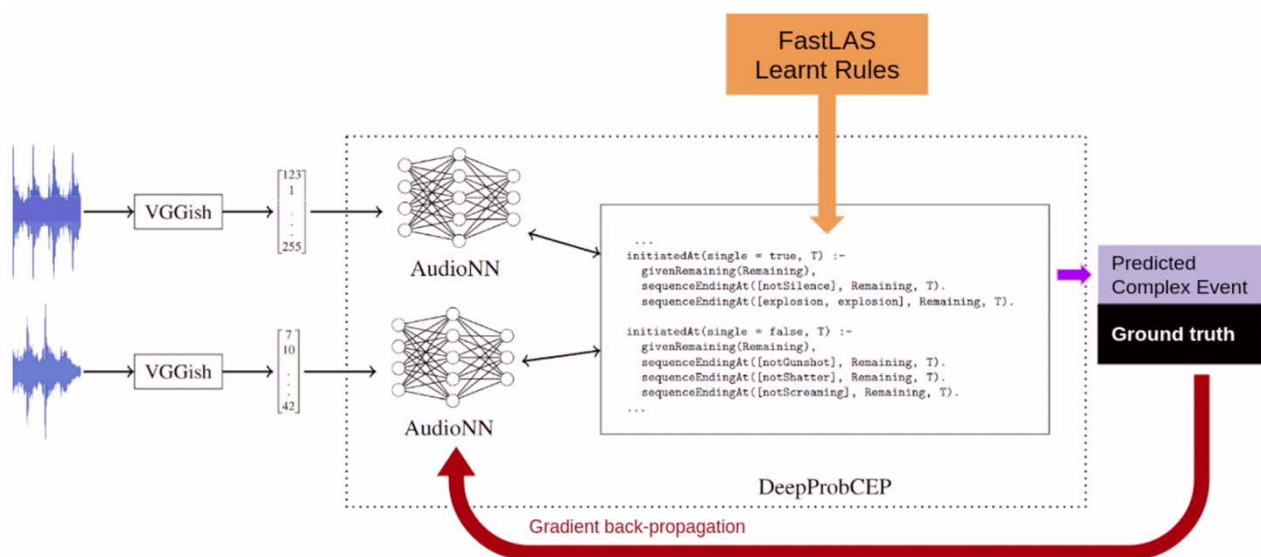 FastLAS
Learnt Rules
VGGish
123
1
.
.
.
255
AudioNN
VGGish
7
10
.
.
.
42
AudioNN
...
initiatedAt(single = true, T) :-
givenRemaining(Remaining),
sequenceEndingAt([notSilence], Remaining, T).
sequenceEndingAt([explosion, explosion], Remaining, T).
initiatedAt(single = false, T) :-
givenRemaining(Remaining),
sequenceEndingAt([notGunshot], Remaining, T).
sequenceEndingAt([notShatter], Remaining, T).
sequenceEndingAt([notScreaming], Remaining, T).
...
DeepProbCEP
Predicted
Complex Event
Ground truth
Gradient back-propagation